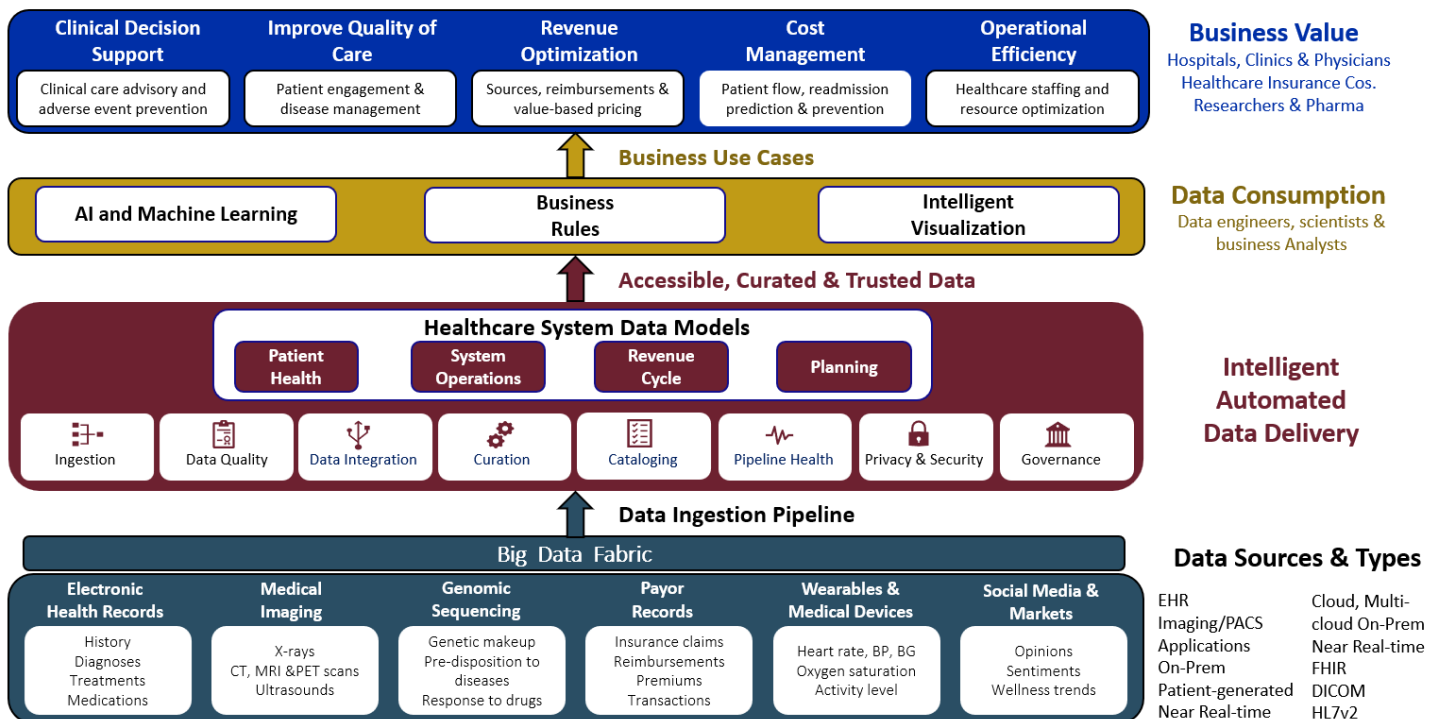 Clinical Decision
Support
Clinical care advisory and
adverse event prevention
Improve Quality of
Care
Patient engagement &
disease management
Revenue
Optimization
Sources, reimbursements &
value-based pricing
Cost
Management
Patient flow, readmission
prediction & prevention
Operational
Efficiency
Healthcare staffing and
resource optimization
Business Value
Hospitals, Clinics & Physicians
Healthcare Insurance Cos.
Researchers & Pharma
Business Use Cases
AI and Machine Learning
Business
Rules
Intelligent
Visualization
Data Consumption
Data engineers, scientists &
business Analysts
Accessible, Curated & Trusted Data
Healthcare System Data Models
Patient
Health
System
Operations
Revenue
Cycle
Planning
Ingestion
Data Quality
Data Integration
Curation
Cataloging
Pipeline Health
Privacy & Security
Governance
Intelligent
Automated
Data Delivery
Data Ingestion Pipeline
Big Data Fabric
Electronic
Health Records
History
Diagnoses
Treatments
Medications
Medical
Imaging
X-rays
CT, MRI &PET scans
Ultrasounds
Genomic
Sequencing
Genetic makeup
Pre-disposition to
diseases
Response to drugs
Payor
Records
Insurance claims
Reimbursements
Premiums
Transactions
Wearables &
Medical Devices
Heart rate, BP, BG
Oxygen saturation
Activity level
Social Media &
Markets
Opinions
Sentiments
Wellness trends
Data Sources & Types
EHR
Imaging/PACS
Applications
On-Prem
Patient-generated
Near Real-time
Cloud, Multi-
cloud On-Prem
Near Real-time
FHIR
DICOM
HL7v2